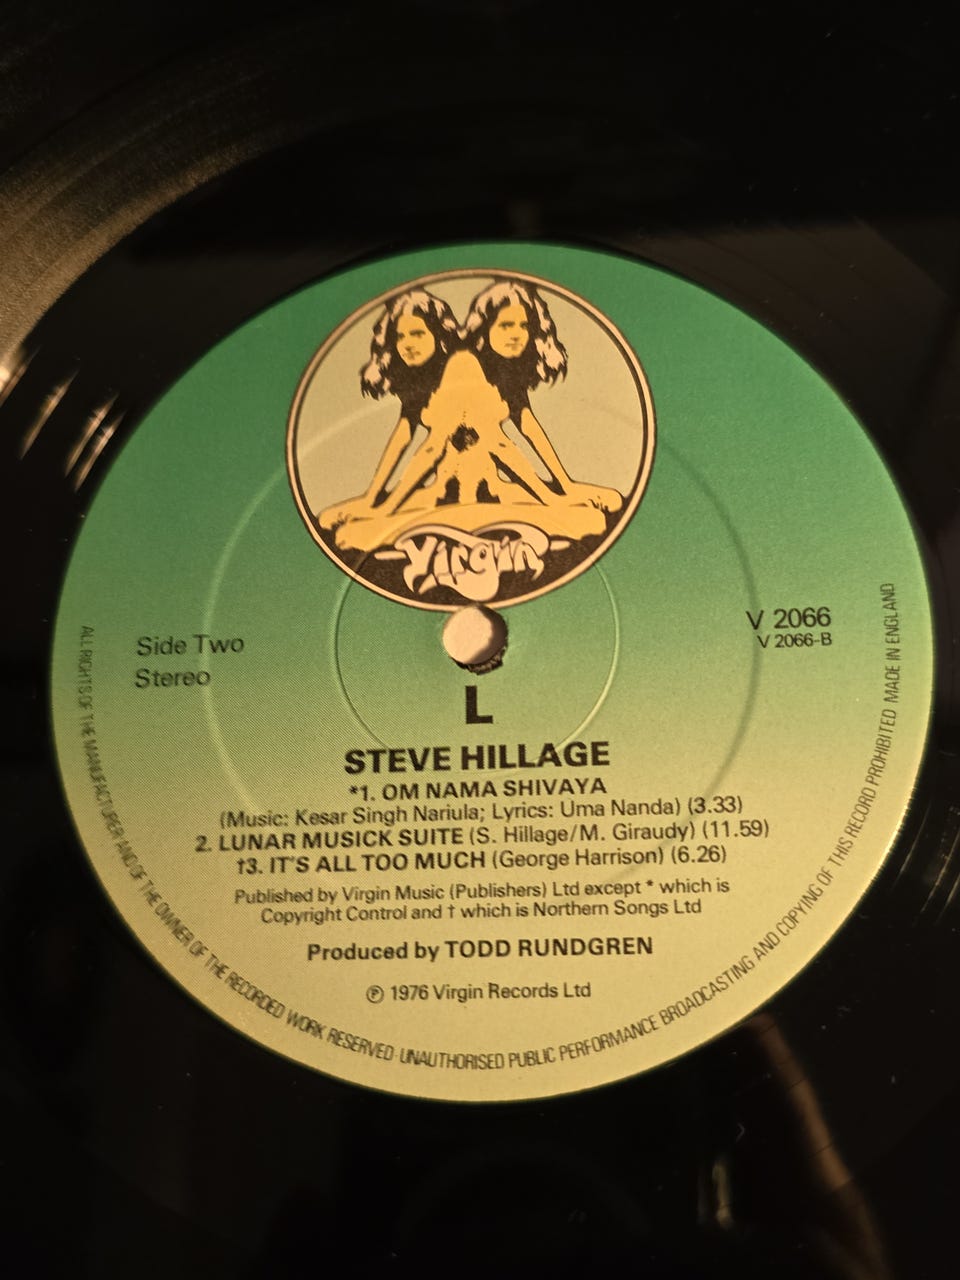 Virgin
Side Two
Stereo
V 2066
V 2066-B
L
STEVE HILLAGE
*1. OM NAMA SHIVAYA
(Music: Kesar Singh Nariula; Lyrics: Uma Nanda) (3.33)
2. LUNAR MUSICK SUITE (S. Hillage/M. Giraudy) (11.59)
†3. IT'S ALL TOO MUCH (George Harrison) (6.26)
Published by Virgin Music (Publishers) Ltd except * which is
Copyright Control and † which is Northern Songs Ltd
Produced by TODD RUNDGREN
℗ 1976 Virgin Records Ltd
ALL RIGHTS OF THE MANUFACTURER AND OF THE OWNER OF THE RECORDED WORK RESERVED · UNAUTHORISED PUBLIC PERFORMANCE BROADCASTING AND COPYING OF THIS RECORD PROHIBITED MADE IN ENGLAND